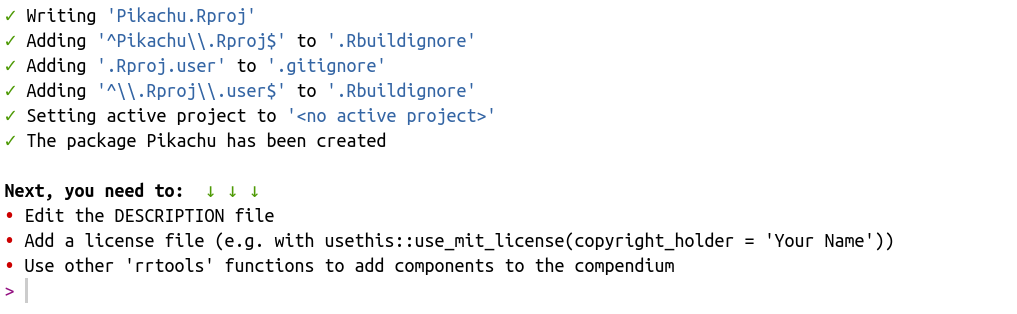 ✓ Writing 'Pikachu.Rproj'
✓ Adding '^Pikachu\\.Rproj$' to '.Rbuildignore'
✓ Adding '.Rproj.user' to '.gitignore'
✓ Adding '^\\.Rproj\\.user$' to '.Rbuildignore'
✓ Setting active project to '<no active project>'
✓ The package Pikachu has been created
Next, you need to: ↓ ↓ ↓
• Edit the DESCRIPTION file
• Add a license file (e.g. with usethis::use_mit_license(copyright_holder = 'Your Name'))
• Use other 'rrtools' functions to add components to the compendium
>